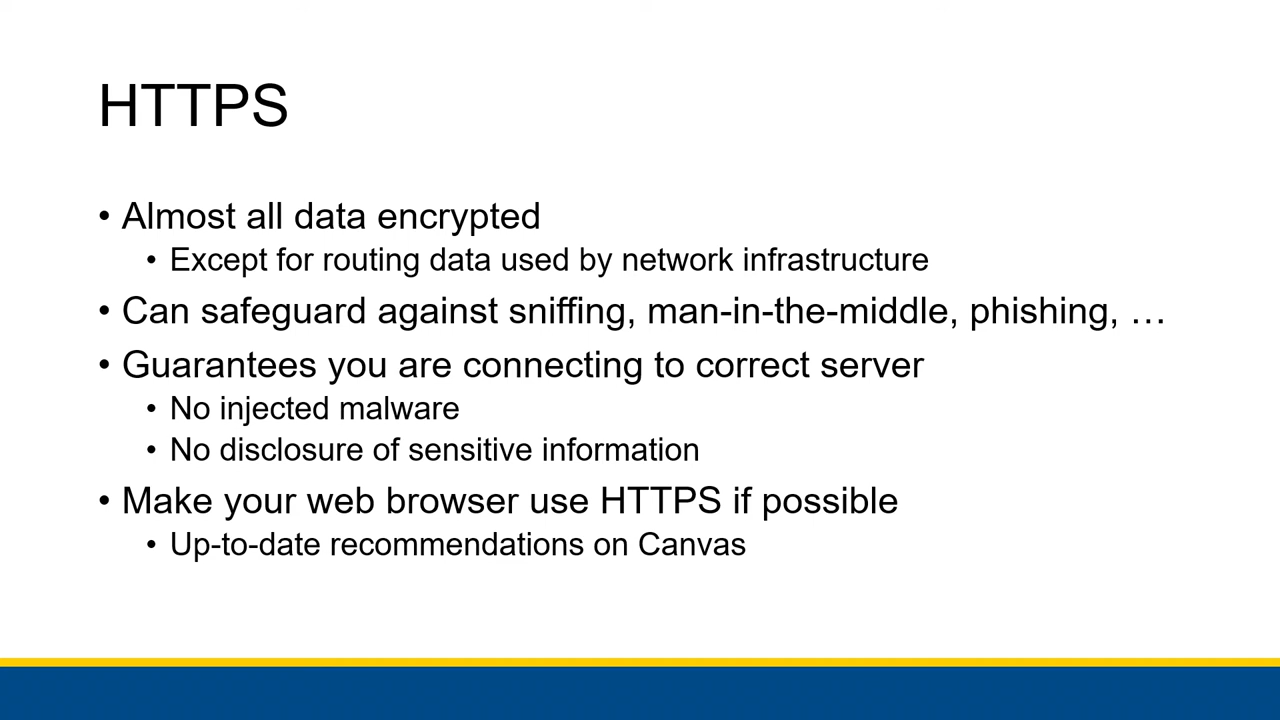 HTTPS
• Almost all data encrypted
• Except for routing data used by network infrastructure
• Can safeguard against sniffing, man-in-the-middle, phishing, …
• Guarantees you are connecting to correct server
• No injected malware
• No disclosure of sensitive information
• Make your web browser use HTTPS if possible
• Up-to-date recommendations on Canvas